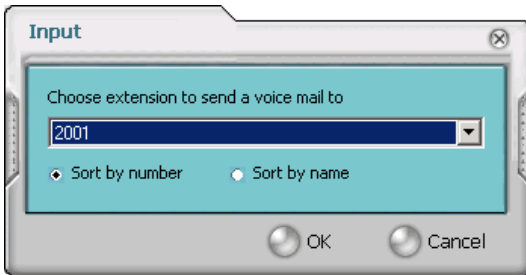 Input
Choose extension to send a voice mail to
2001
Sort by number Sort by name
OK Cancel